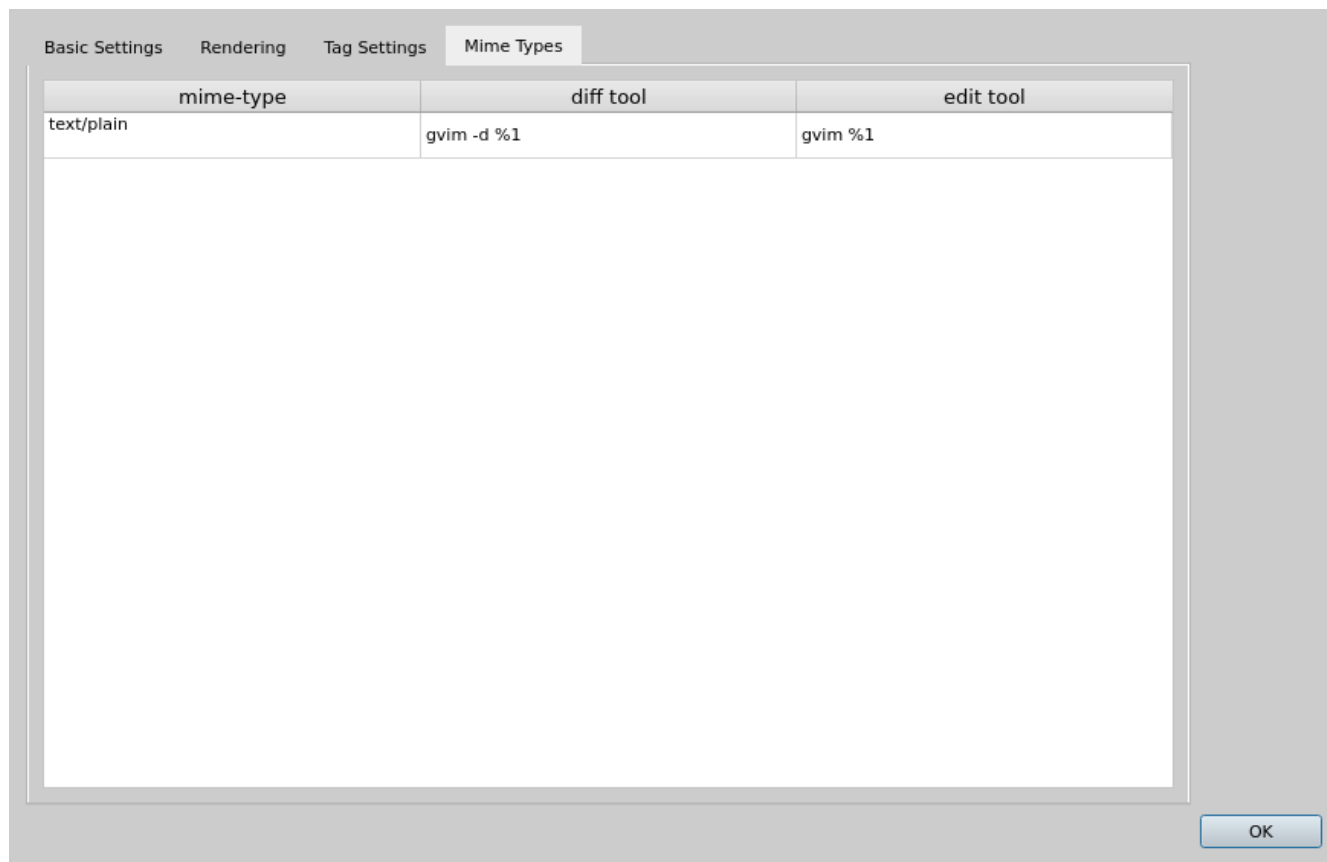 Basic Settings Rendering Tag Settings Mime Types
mime-type diff tool edit tool
text/plain gvim -d %1 gvim %1
OK